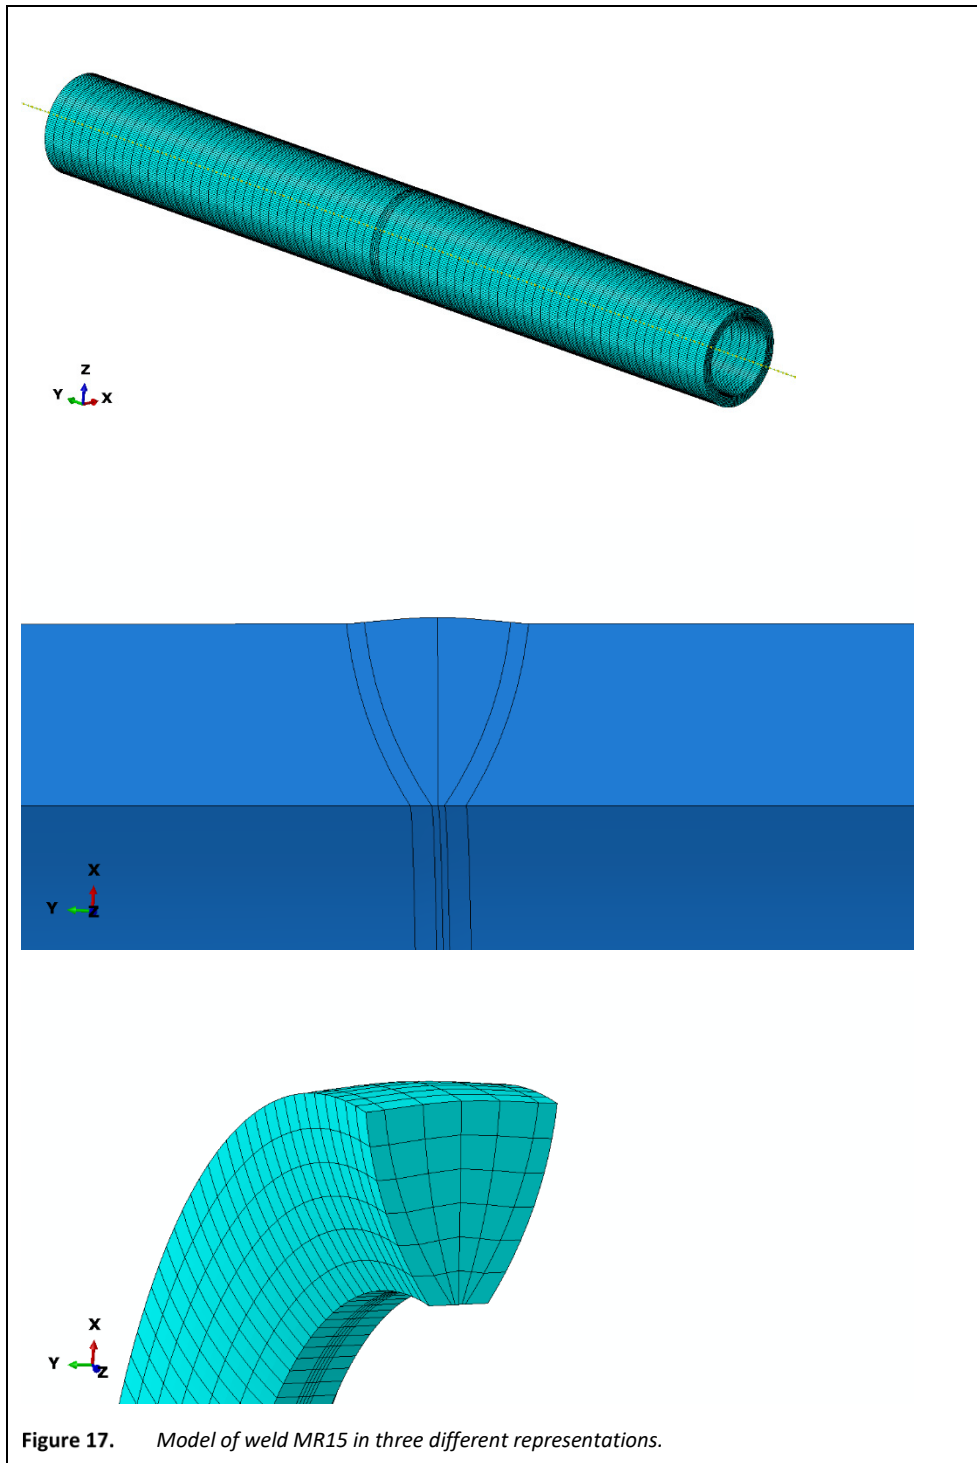 Z
Y X
X
Y Z
X
Y Z
Figure 17. Model of weld MR15 in three different representations.